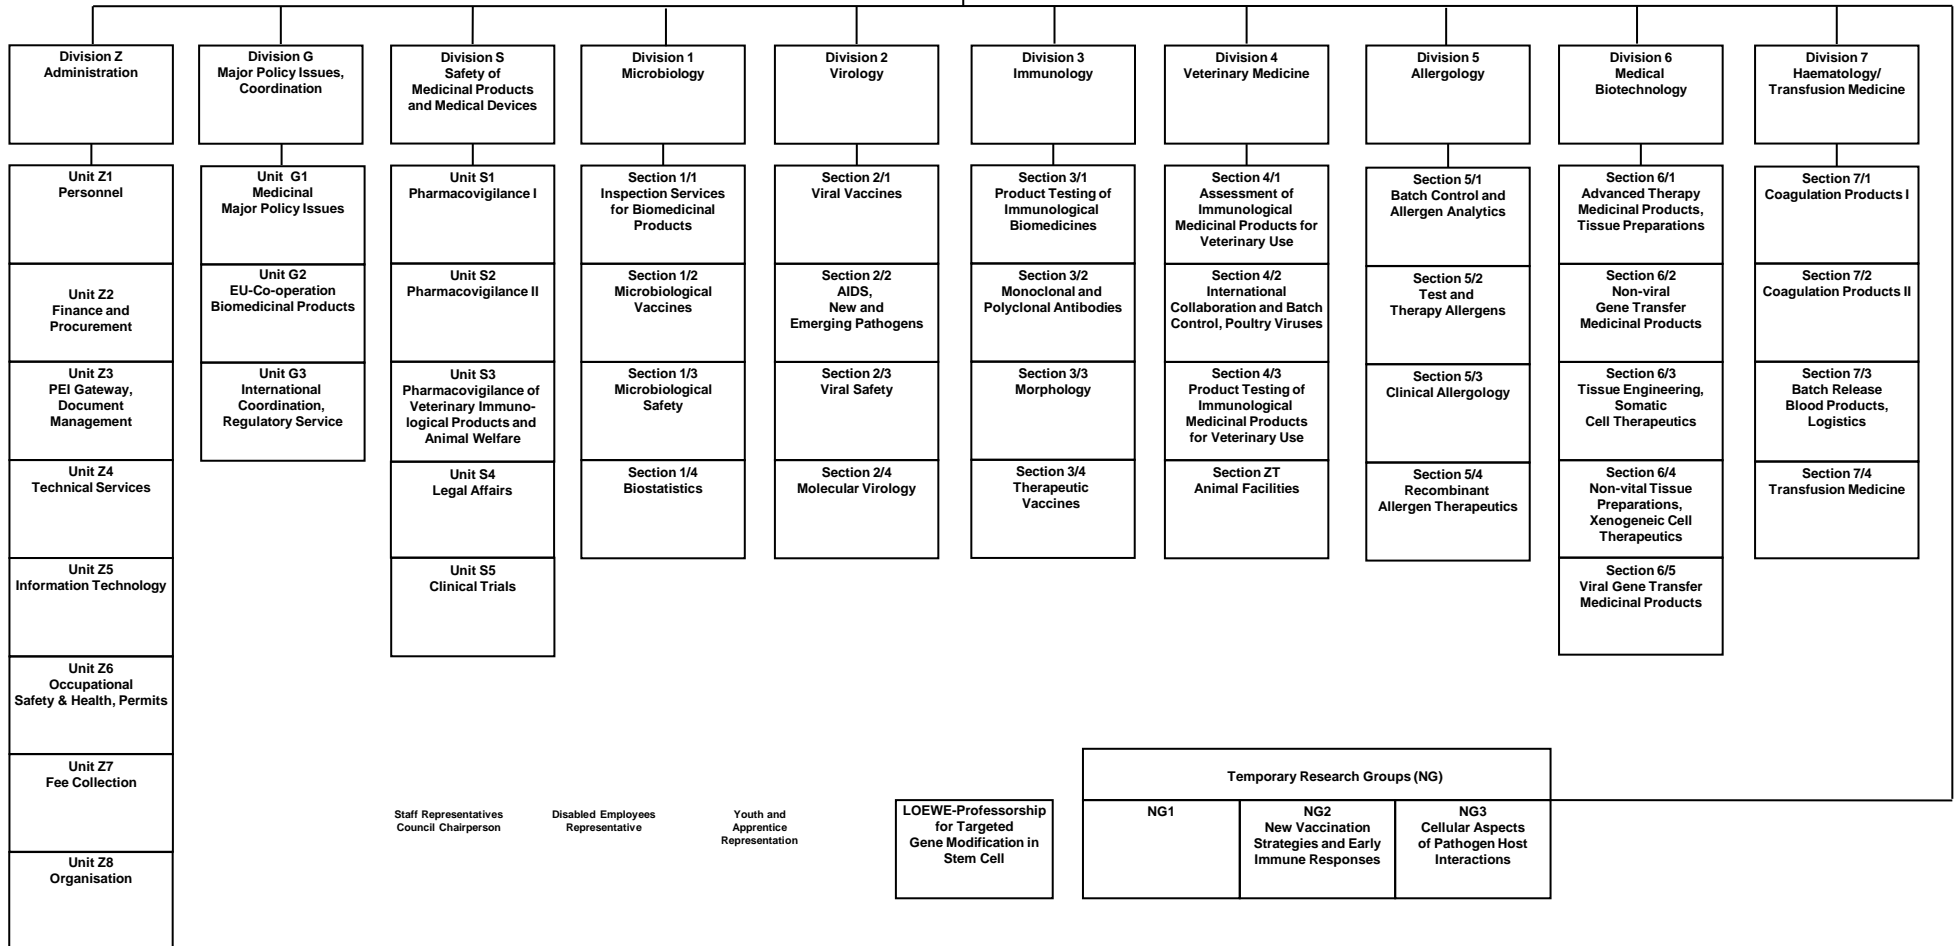 Division Z
Administration
Division G
Major Policy Issues,
Coordination
Division S
Safety of
Medicinal Products
and Medical Devices
Division 1
Microbiology
Division 2
Virology
Division 3
Immunology
Division 4
Veterinary Medicine
Division 5
Allergology
Division 6
Medical
Biotechnology
Division 7
Haematology/
Transfusion Medicine
Unit Z1
Personnel
Unit G1
Medicinal
Major Policy Issues
Unit S1
Pharmacovigilance I
Section 1/1
Inspection Services
for Biomedicinal
Products
Section 2/1
Viral Vaccines
Section 3/1
Product Testing of
Immunological
Biomedicines
Section 4/1
Assessment of
Immunological
Medicinal Products for
Veterinary Use
Section 5/1
Batch Control and
Allergen Analytics
Section 6/1
Advanced Therapy
Medicinal Products,
Tissue Preparations
Section 7/1
Coagulation Products I
Unit Z2
Finance and
Procurement
Unit G2
EU-Co-operation
Biomedicinal Products
Unit S2
Pharmacovigilance II
Section 1/2
Microbiological
Vaccines
Section 2/2
AIDS,
New and
Emerging Pathogens
Section 3/2
Monoclonal and
Polyclonal Antibodies
Section 4/2
International
Collaboration and Batch
Control, Poultry Viruses
Section 5/2
Test and
Therapy Allergens
Section 6/2
Non-viral
Gene Transfer
Medicinal Products
Section 7/2
Coagulation Products II
Unit Z3
PEI Gateway,
Document
Management
Unit G3
International
Coordination,
Regulatory Service
Unit S3
Pharmacovigilance of
Veterinary Immuno-
logical Products and
Animal Welfare
Section 1/3
Microbiological
Safety
Section 2/3
Viral Safety
Section 3/3
Morphology
Section 4/3
Product Testing of
Immunological
Medicinal Products
for Veterinary Use
Section 5/3
Clinical Allergology
Section 6/3
Tissue Engineering,
Somatic
Cell Therapeutics
Section 7/3
Batch Release
Blood Products,
Logistics
Unit Z4
Technical Services
Unit S4
Legal Affairs
Section 1/4
Biostatistics
Section 2/4
Molecular Virology
Section 3/4
Therapeutic
Vaccines
Section ZT
Animal Facilities
Section 5/4
Recombinant
Allergen Therapeutics
Section 6/4
Non-vital Tissue
Preparations,
Xenogeneic Cell
Therapeutics
Section 7/4
Transfusion Medicine
Unit Z5
Information Technology
Unit S5
Clinical Trials
Section 6/5
Viral Gene Transfer
Medicinal Products
Unit Z6
Occupational
Safety & Health, Permits
Unit Z7
Fee Collection
Unit Z8
Organisation
Staff Representatives
Council Chairperson
Disabled Employees
Representative
Youth and
Apprentice
Representation
LOEWE-Professorship
for Targeted
Gene Modification in
Stem Cell
Temporary Research Groups (NG)
NG1
NG2
New Vaccination
Strategies and Early
Immune Responses
NG3
Cellular Aspects
of Pathogen Host
Interactions